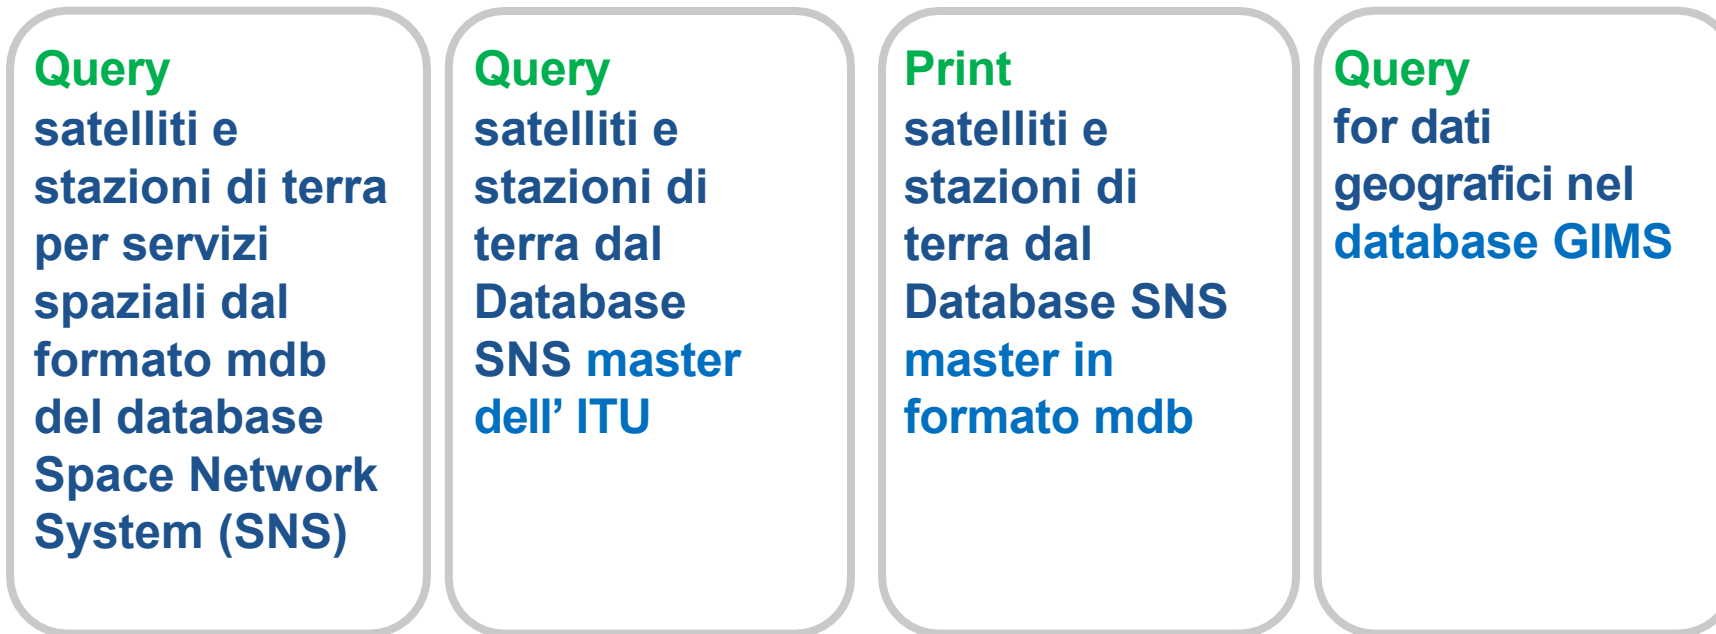 Query
satelliti e
stazioni di terra
per servizi
spaziali dal
formato mdb
del database
Space Network
System (SNS)
Query
satelliti e
stazioni di
terra dal
Database
SNS master
dell’ ITU
Print
satelliti e
stazioni di
terra dal
Database SNS
master in
formato mdb
Query
for dati
geografici nel
database GIMS